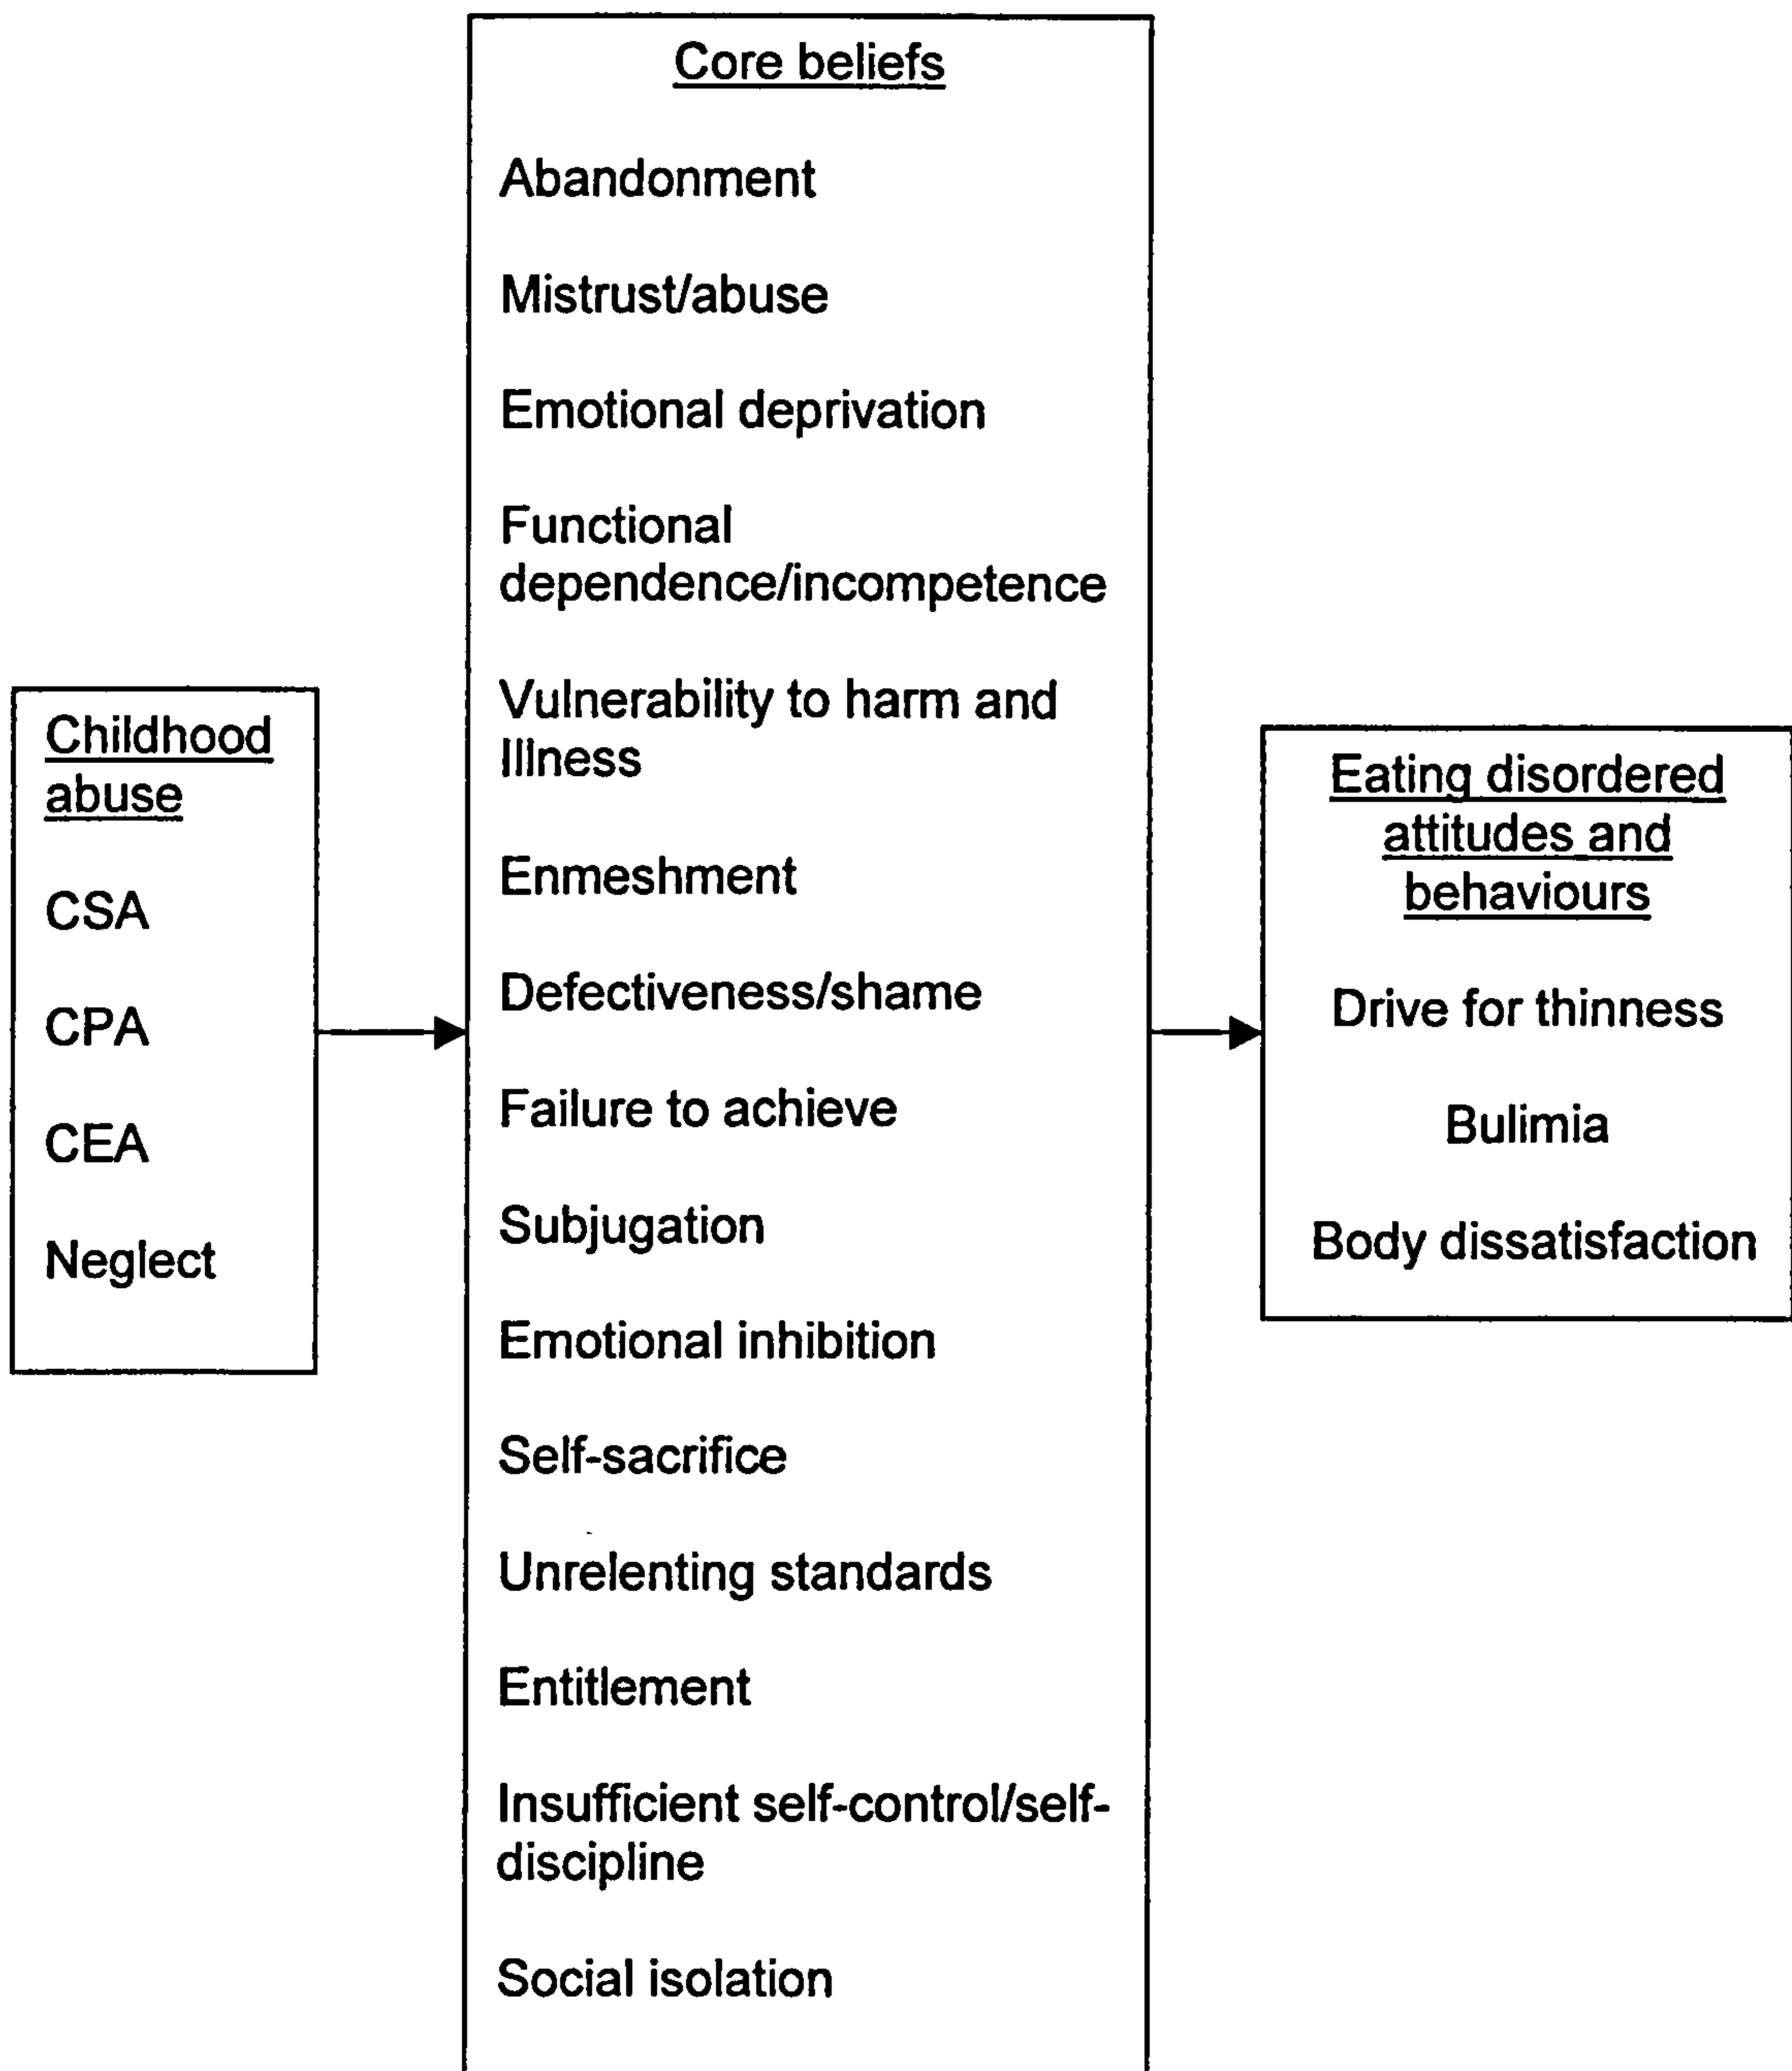 Core beliefs
Abandonment
Mistrust/abuse
Emotional deprivation
Functional
dependence/incompetence
Vulnerability to harm and
Illness
Enmeshment
Defectiveness/shame
Failure to achieve
Subjugation
Emotional inhibition
Self-sacrifice
Unrelenting standards
Entitlement
Insufficient self-control/self-
discipline
Social isolation
Childhood
abuse
CSA
CPA
CEA
Neglect
Eating disordered
attitudes and
behaviours
Drive for thinness
Bulimia
Body dissatisfaction